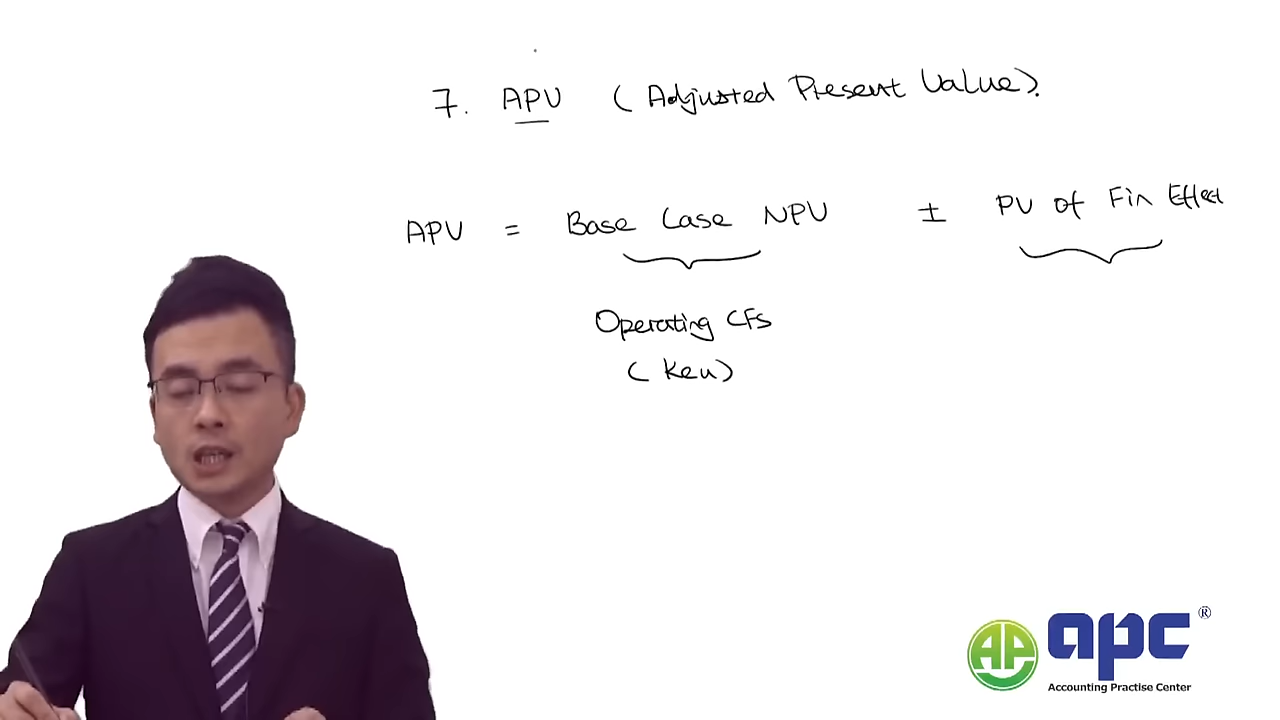 7. APV (Adjusted Present Value).
APV = Base Case NPV ± PV of Fin Effect
Operating CFs
(Keu)
AP apc®
Accounting Practise Center